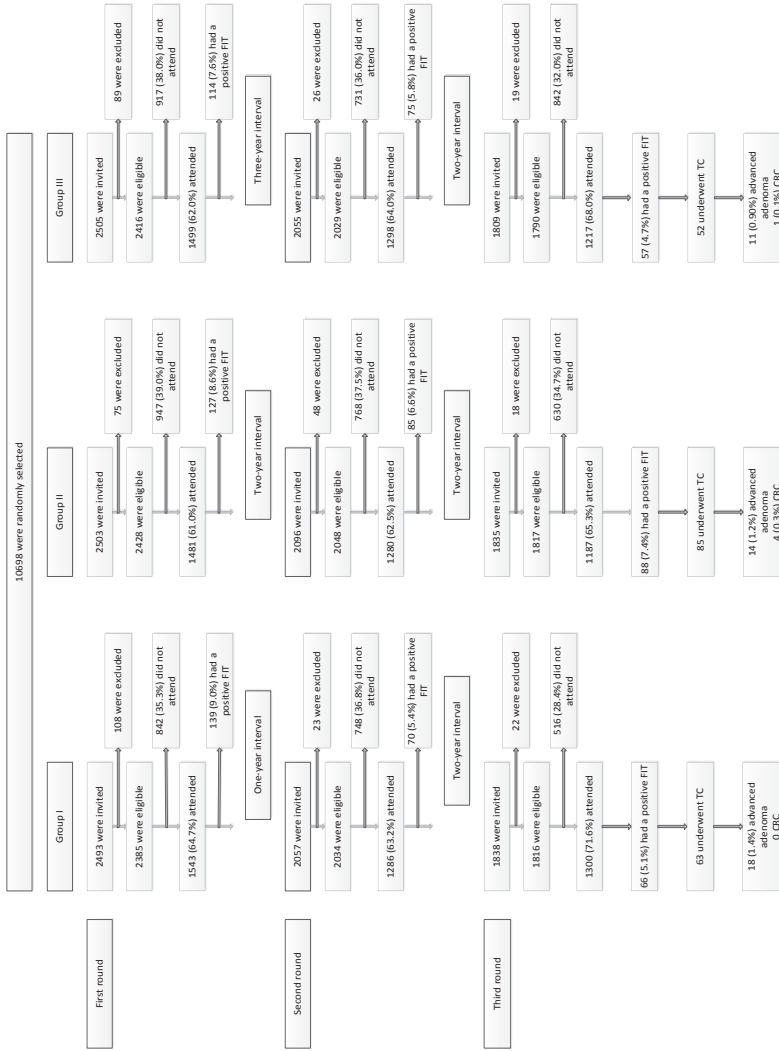 10698 were randomly selected
Group I
Group II
Group III
First round
2493 were invited
108 were excluded
2385 were eligible
842 (35.3%) did not
attend
1543 (64.7%) attended
139 (9.0%) had a
positive FIT
One-year interval
2503 were invited
75 were excluded
2428 were eligible
947 (39.0%) did not
attend
1481 (61.0%) attended
127 (8.6%) had a
positive FIT
Two-year interval
2505 were invited
89 were excluded
2416 were eligible
917 (38.0%) did not
attend
1499 (62.0%) attended
114 (7.6%) had a
positive FIT
Three-year interval
Second round
2057 were invited
23 were excluded
2034 were eligible
748 (36.8%) did not
attend
1286 (63.2%) attended
70 (5.4%) had a positive
FIT
Two-year interval
2096 were invited
48 were excluded
2048 were eligible
768 (37.5%) did not
attend
1280 (62.5%) attended
85 (6.6%) had a positive
FIT
Two-year interval
2055 were invited
26 were excluded
2029 were eligible
731 (36.0%) did not
attend
1298 (64.0%) attended
75 (5.8%) had a positive
FIT
Two-year interval
Third round
1838 were invited
22 were excluded
1816 were eligible
516 (28.4%) did not
attend
1300 (71.6%) attended
66 (5.1%) had a positive FIT
63 underwent TC
18 (1.4%) advanced
adenoma
0 CRC
1835 were invited
18 were excluded
1817 were eligible
630 (34.7%) did not
attend
1187 (65.3%) attended
88 (7.4%) had a positive FIT
85 underwent TC
14 (1.2%) advanced
adenoma
4 (0.3%) CRC
1809 were invited
19 were excluded
1790 were eligible
842 (32.0%) did not
attend
1217 (68.0%) attended
57 (4.7%) had a positive FIT
52 underwent TC
11 (0.90%) advanced
adenoma
1 (0.1%) CRC